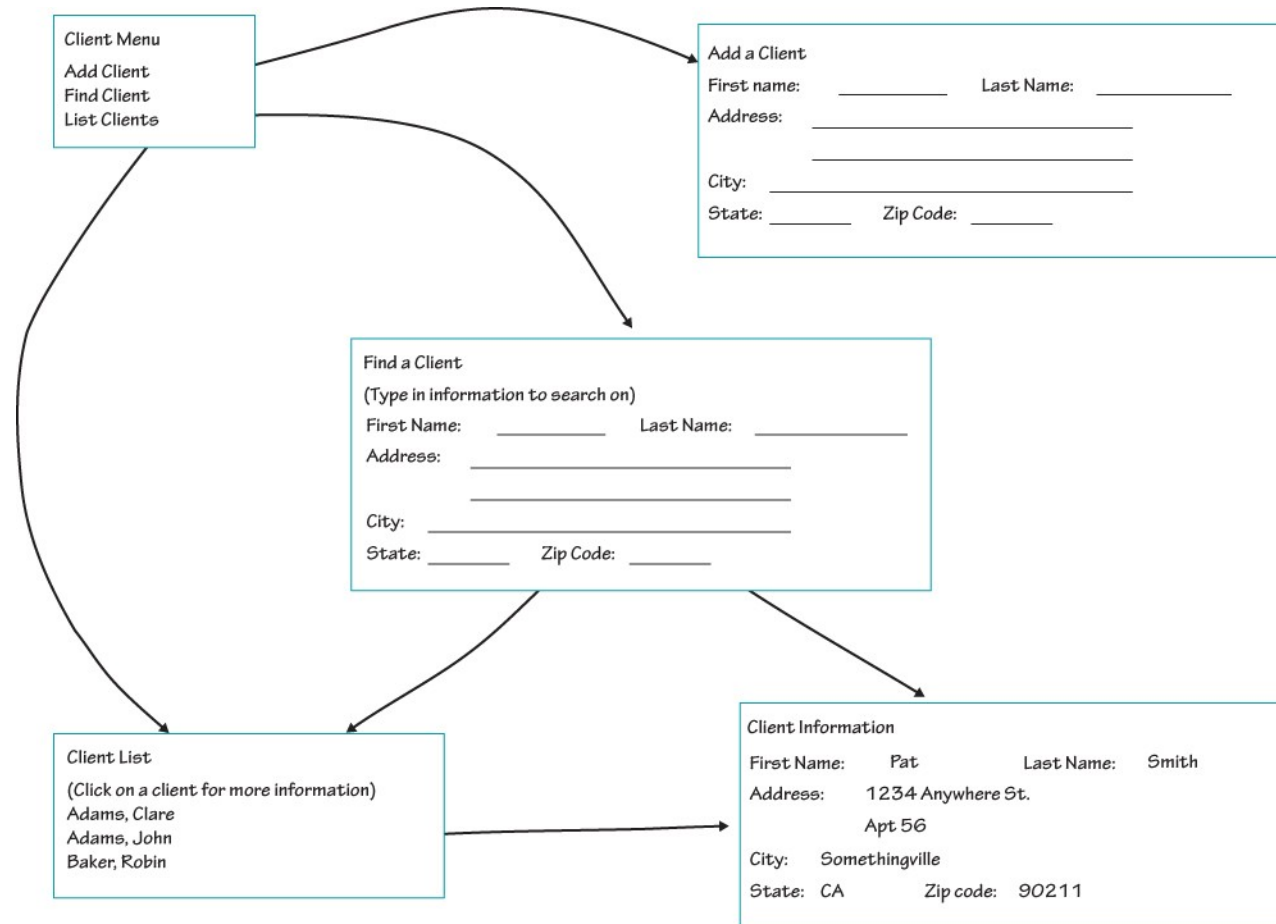 Client Menu
Add Client
Find Client
List Clients
Add a Client
First name: Last Name:
Address:
City:
State: Zip Code:
Find a Client
(Type in information to search on)
First Name: Last Name:
Address:
City:
State: Zip Code:
Client List
(Click on a client for more information)
Adams, Clare
Adams, John
Baker, Robin
Client Information
First Name: Pat Last Name: Smith
Address: 1234 Anywhere St.
Apt 56
City: Somethingville
State: CA Zip code: 90211